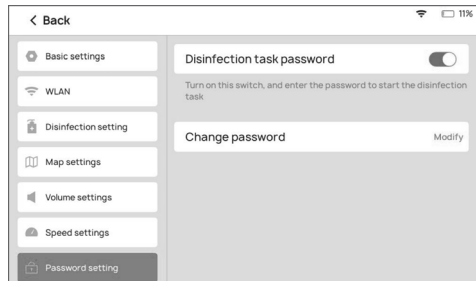 Back
11%
Basic settings
WLAN
Disinfection setting
Map settings
Volume settings
Speed settings
Password setting
Disinfection task password
Turn on this switch, and enter the password to start the disinfection
task
Change password
Modify